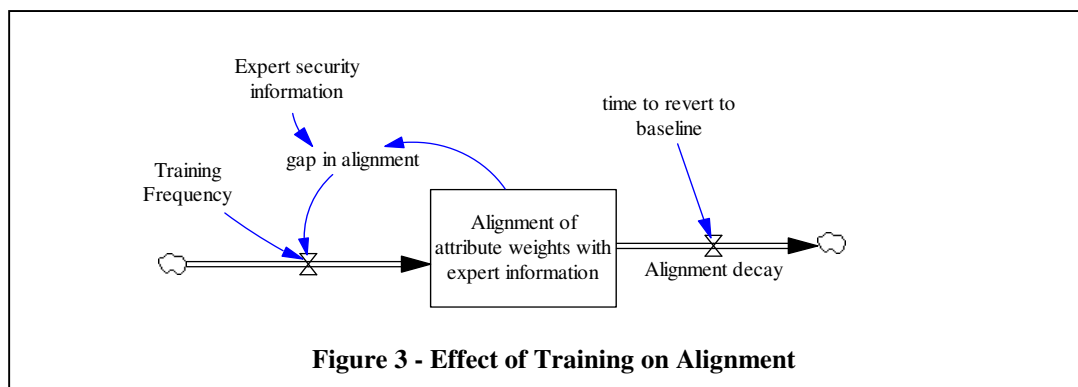 Expert security
information
time to revert to
baseline
gap in alignment
Training
Frequency
Alignment of
attribute weights with
expert information
Alignment decay
Figure 3 - Effect of Training on Alignment